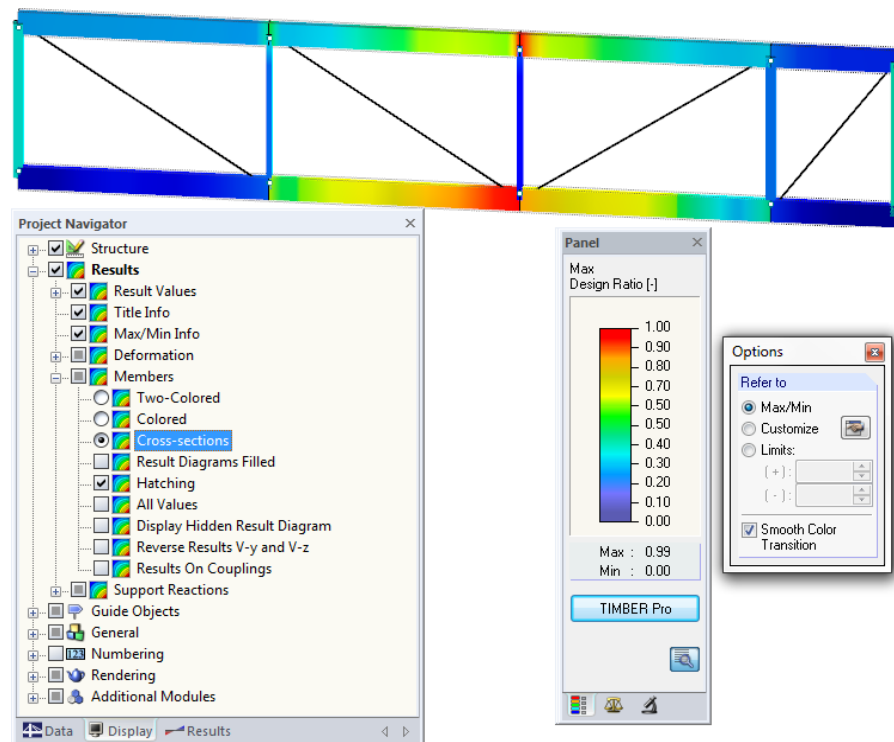 Project Navigator
Structure
Results
Result Values
Title Info
Max/Min Info
Deformation
Members
Two-Colored
Colored
Cross-sections
Result Diagrams Filled
Hatching
All Values
Display Hidden Result Diagram
Reverse Results V-y and V-z
Results On Couplings
Support Reactions
Guide Objects
General
123 Numbering
Rendering
Additional Modules
Data Display Results
Panel
Max
Design Ratio [-]
1.00
0.90
0.80
0.70
0.60
0.50
0.40
0.30
0.20
0.10
0.00
Max : 0.99
Min : 0.00
TIMBER Pro
Options
Refer to
Max/Min
Customize
Limits:
(+):
(-):
Smooth Color
Transition